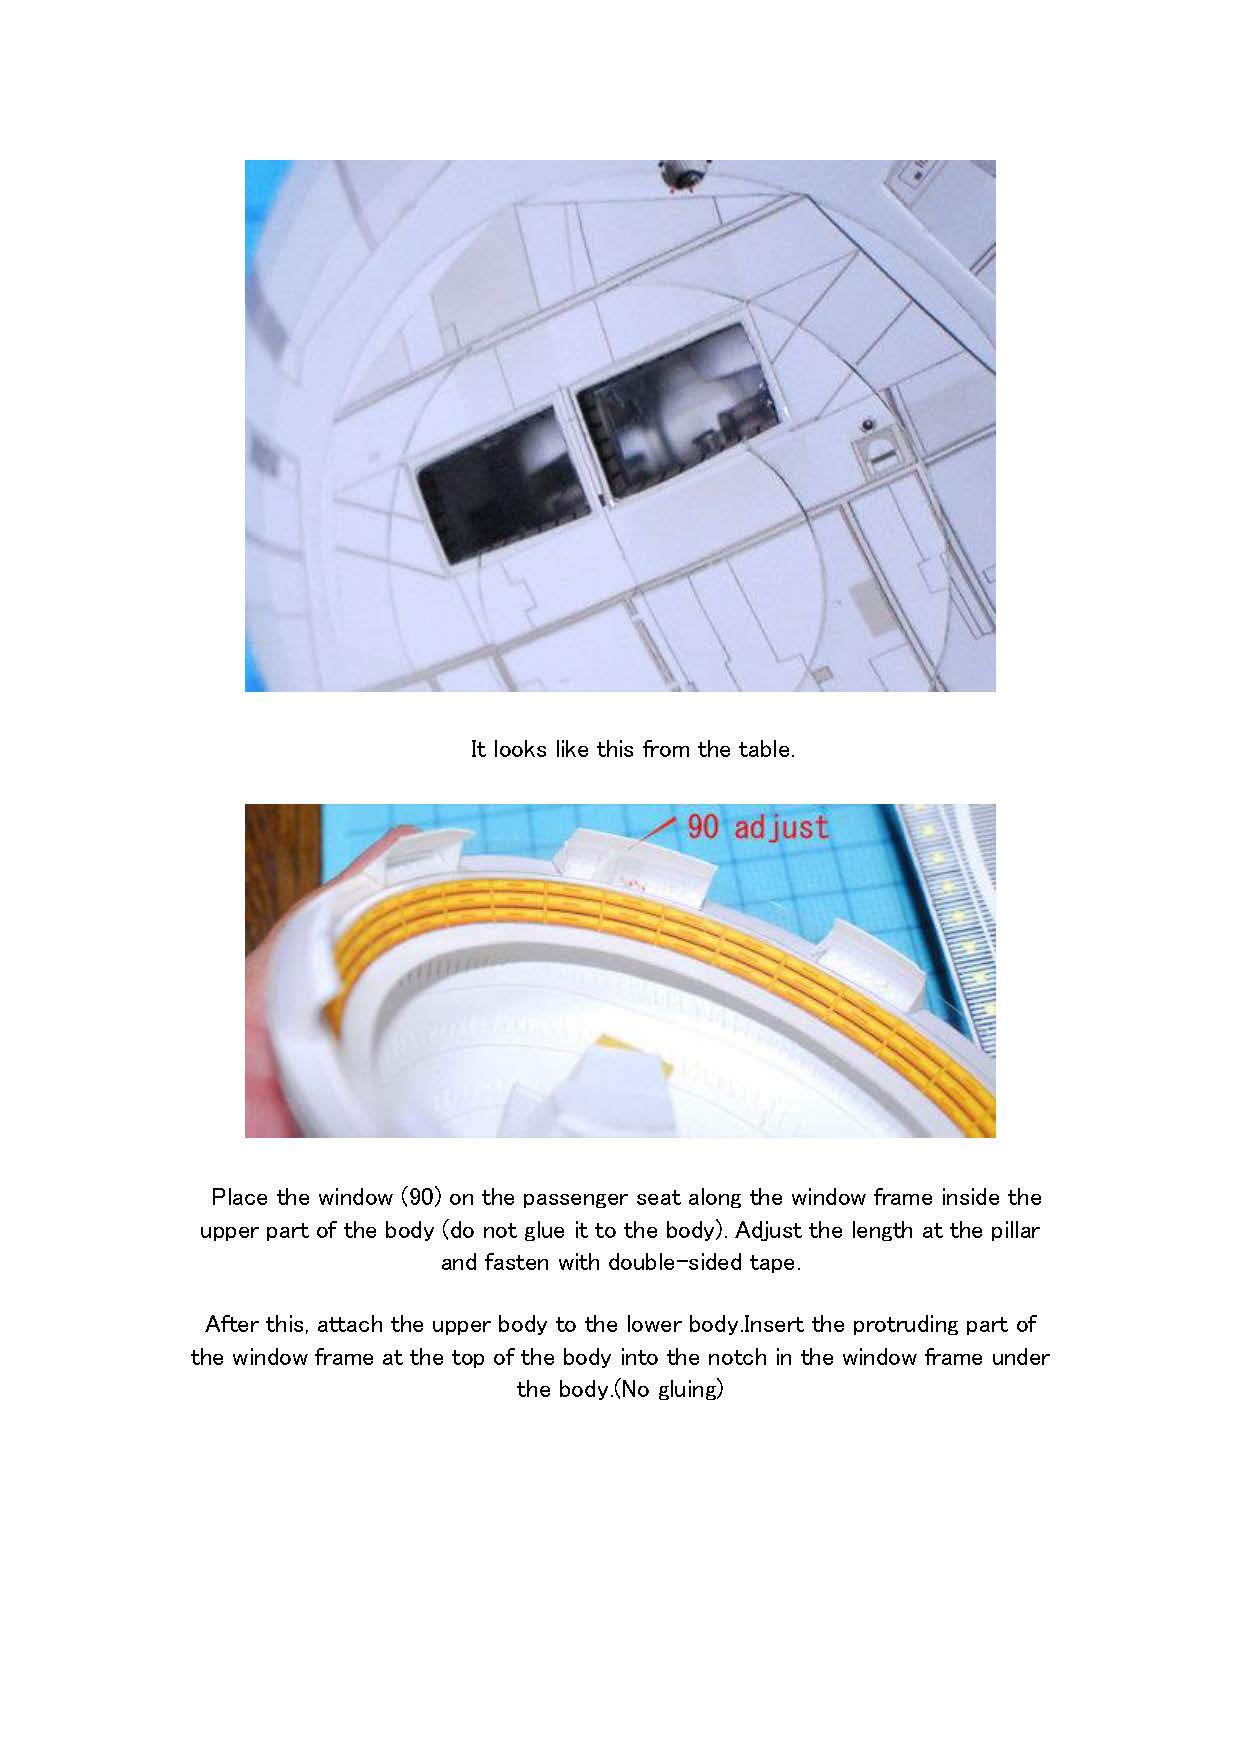 It looks like this from the table.
90 adjust
Place the window (90) on the passenger seat along the window frame inside the
upper part of the body (do not glue it to the body). Adjust the length at the pillar
and fasten with double-sided tape.
After this, attach the upper body to the lower body.Insert the protruding part of
the window frame at the top of the body into the notch in the window frame under
the body.(No gluing)